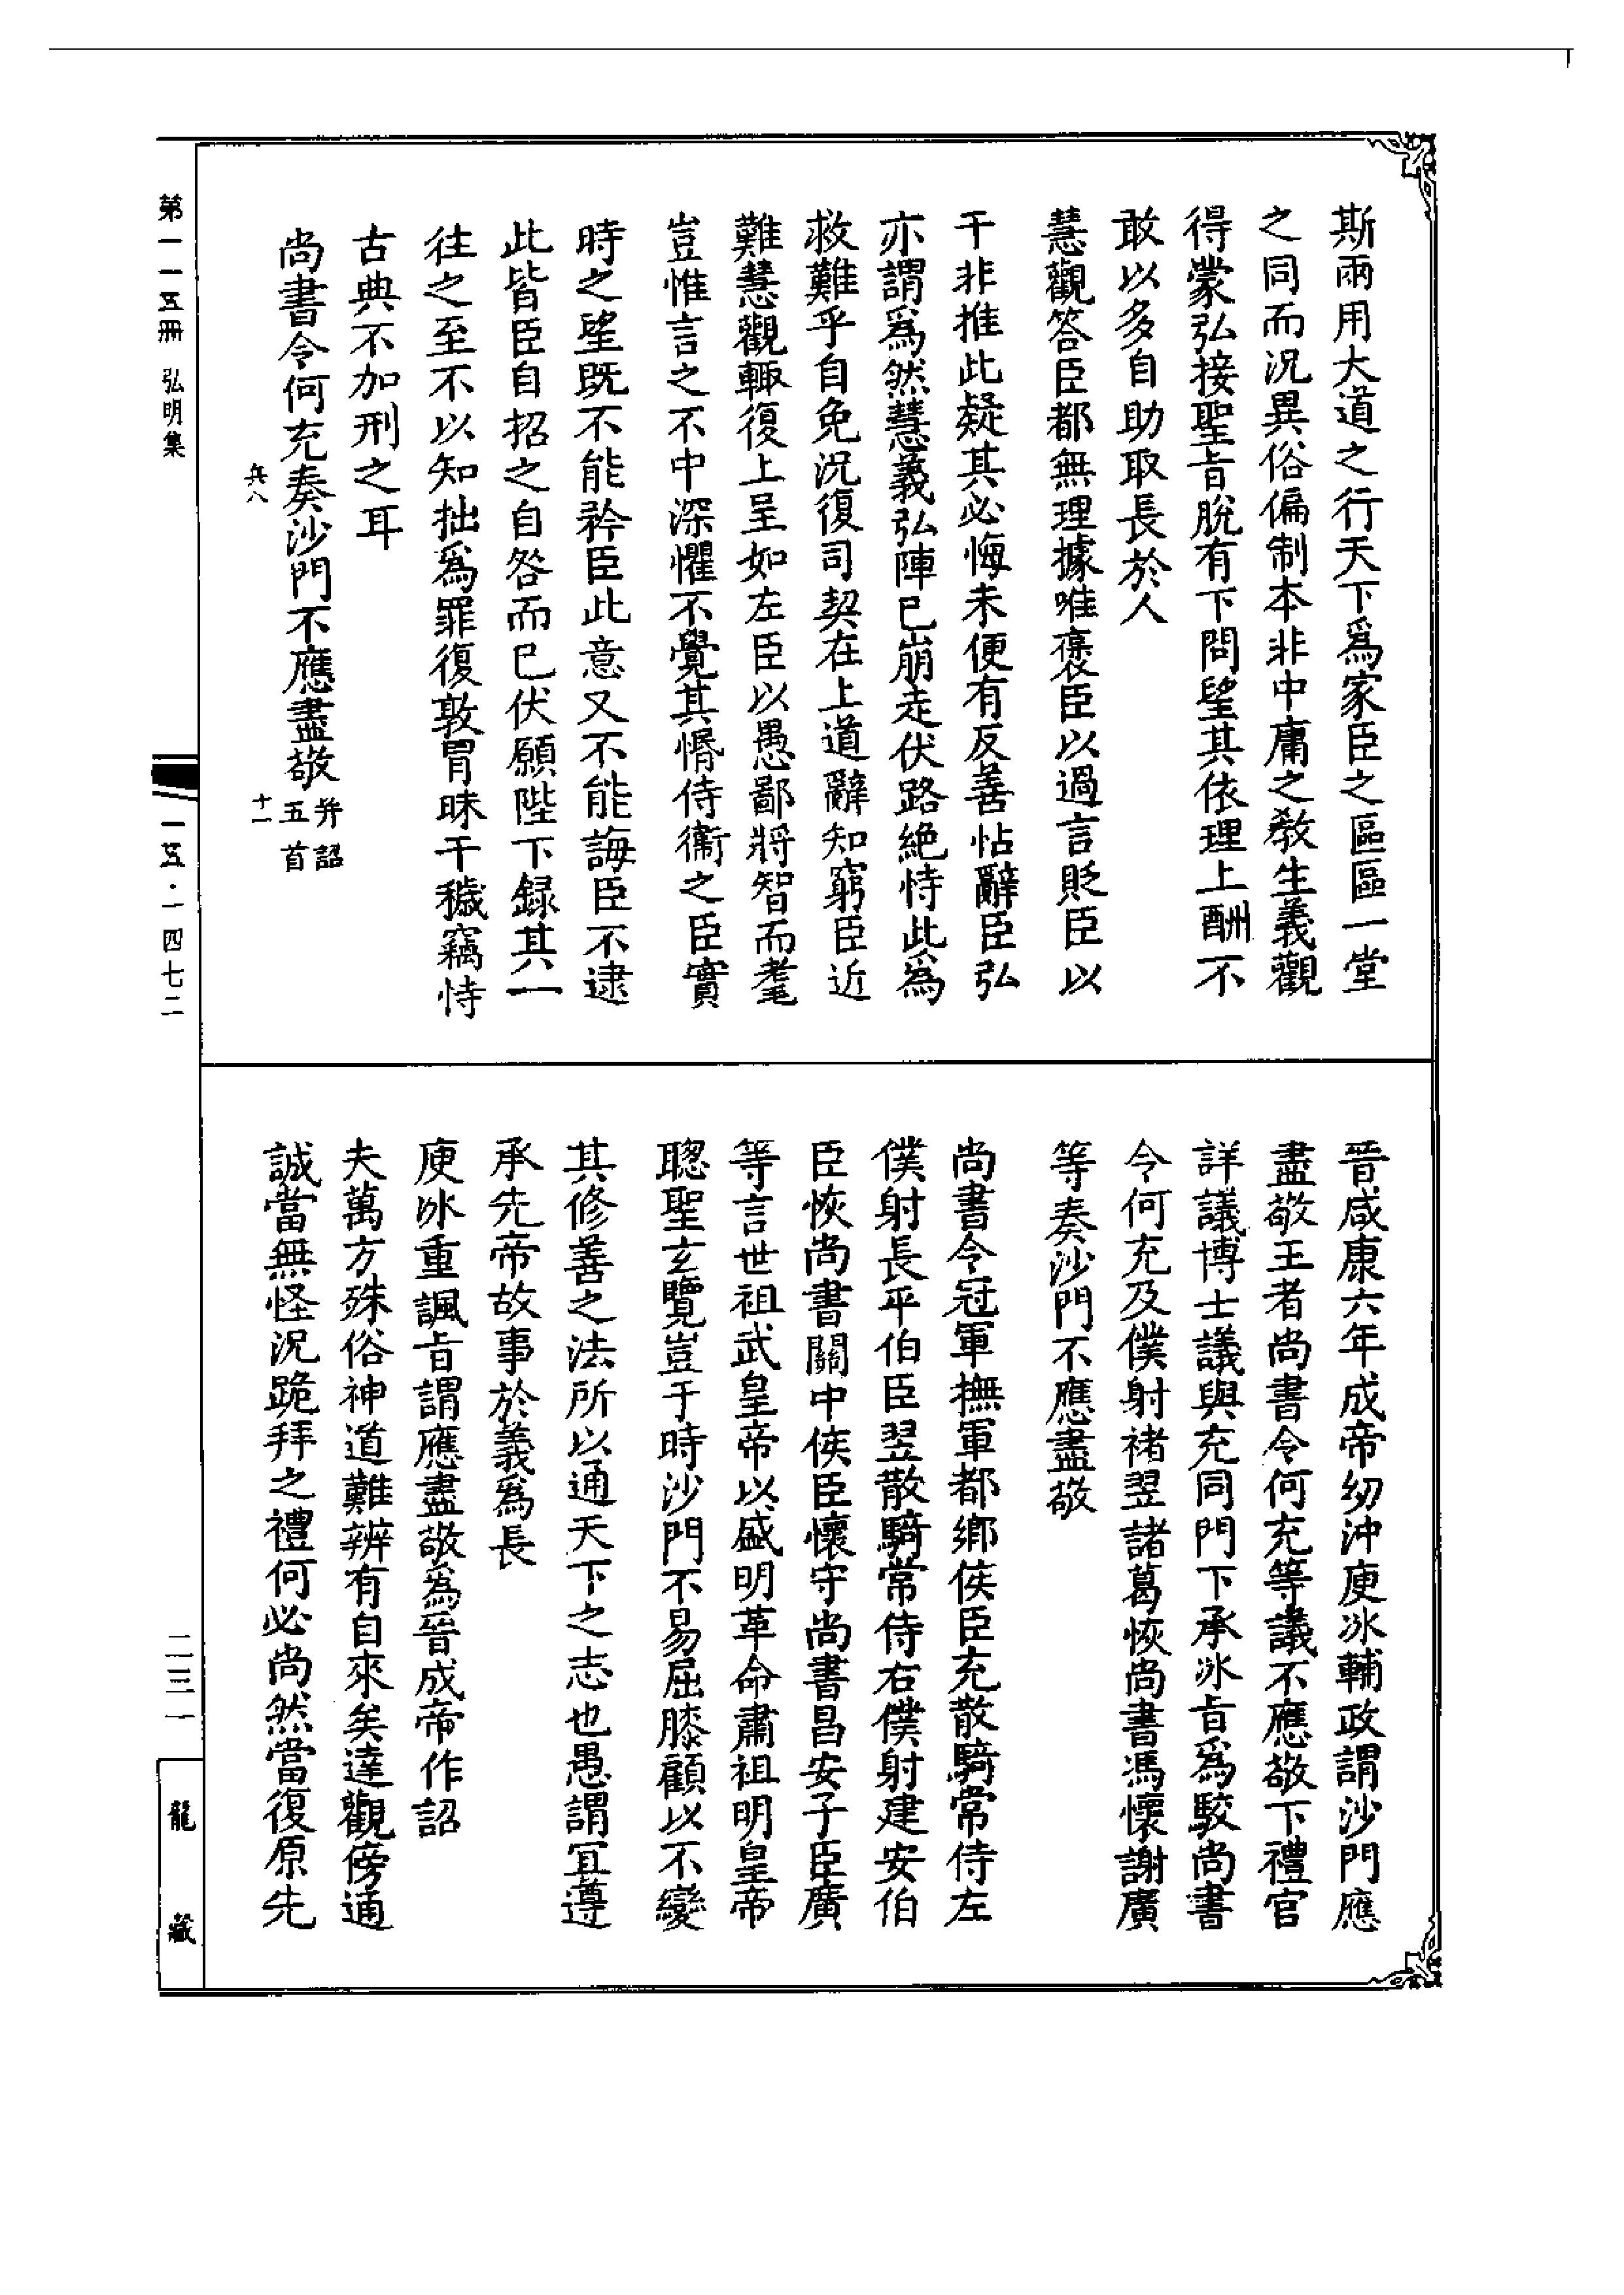 斯兩用大道之行天下爲家臣之區區一堂
之同而況異俗偏制本非中庸之教生義觀
得蒙弘接聖旨脫有下問望其依理上酬不
敢以多自助取長於人
慧觀答臣都無理據唯褒臣以過言貶臣以
干非推此疑其必悔未便有反善怗辭臣弘
亦謂爲然慧義弘陣已崩走伏路絕恃此爲
救難乎自免況復司契在上道辭知窮臣近
難慧觀輙復上呈如左臣以愚鄙將智而耄
豈惟言之不中深懼不覺其惛侍衞之臣實
時之望既不能矜臣此意又不能誨臣不逮
此皆臣自招之自咎而已伏願陛下録其一
往之至不以知拙爲罪復敦冐昧干穢竊恃
古典不加刑之耳
尚書令何充奏沙門不應盡敬并詔五首
兵八
十一
第一一五冊 弘明集
一五·一四七二
晉咸康六年成帝幼沖庾冰輔政謂沙門應
盡敬王者尚書令何充等議不應敬下禮官
詳議博士議與充同門下承冰旨爲駮尚書
令何充及僕射褚翌諸葛恢尚書馮懷謝廣
等奏沙門不應盡敬
尚書令冠軍撫軍都鄉侯臣充散騎常侍左
僕射長平伯臣翌散騎常侍右僕射建安伯
臣恢尚書關中侯臣懷守尚書昌安子臣廣
等言世祖武皇帝以盛明革命肅祖明皇帝
聰聖玄覽豈于時沙門不易屈膝顧以不變
其修善之法所以通天下之志也愚謂宜遵
承先帝故事於義爲長
庾冰重諷旨謂應盡敬爲晉成帝作詔
夫萬方殊俗神道難辨有自來矣達觀傍通
誠當無怪況跪拜之禮何必尚然當復原先
二三一
龍藏